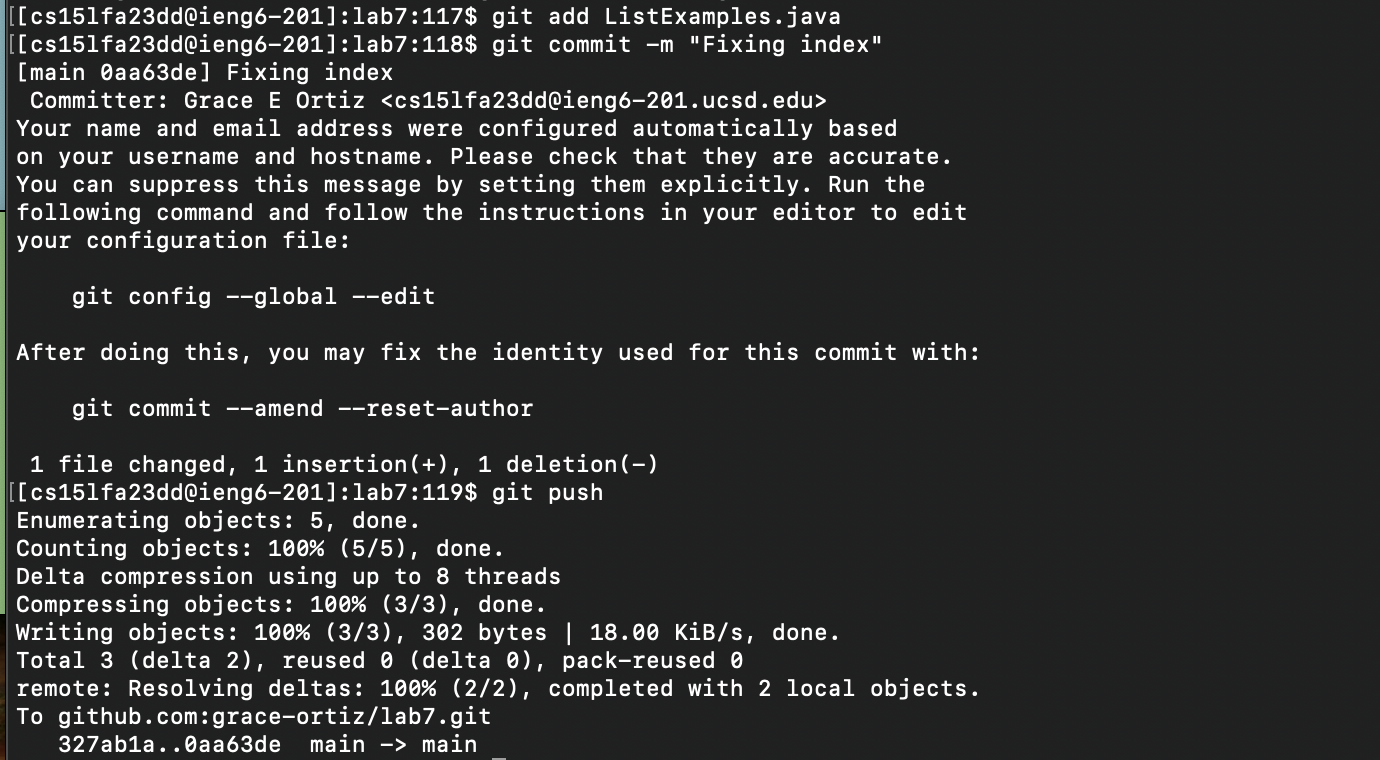 [[cs15lfa23dd@ieng6-201]:lab7:117$ git add ListExamples.java
[[cs15lfa23dd@ieng6-201]:lab7:118$ git commit -m "Fixing index"
[main 0aa63de] Fixing index
 Committer: Grace E Ortiz <cs15lfa23dd@ieng6-201.ucsd.edu>
Your name and email address were configured automatically based
on your username and hostname. Please check that they are accurate.
You can suppress this message by setting them explicitly. Run the
following command and follow the instructions in your editor to edit
your configuration file:

    git config --global --edit

After doing this, you may fix the identity used for this commit with:

    git commit --amend --reset-author

 1 file changed, 1 insertion(+), 1 deletion(-)
[[cs15lfa23dd@ieng6-201]:lab7:119$ git push
Enumerating objects: 5, done.
Counting objects: 100% (5/5), done.
Delta compression using up to 8 threads
Compressing objects: 100% (3/3), done.
Writing objects: 100% (3/3), 302 bytes | 18.00 KiB/s, done.
Total 3 (delta 2), reused 0 (delta 0), pack-reused 0
remote: Resolving deltas: 100% (2/2), completed with 2 local objects.
To github.com:grace-ortiz/lab7.git
   327ab1a..0aa63de  main -> main